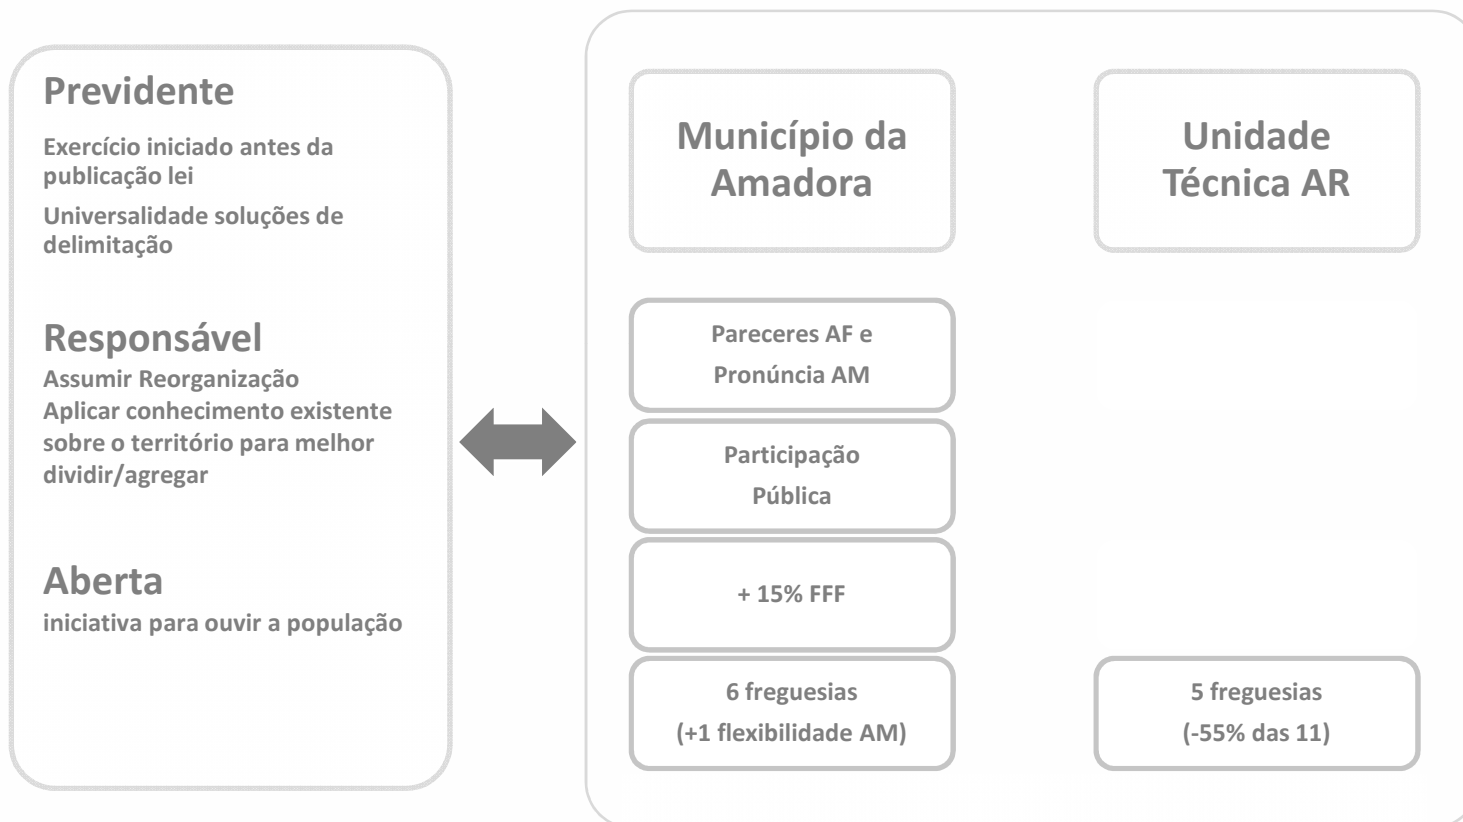 Previdente
Exercício iniciado antes da
publicação lei
Universalidade soluções de
delimitação
Responsável
Assumir Reorganização
Aplicar conhecimento existente
sobre o território para melhor
dividir/agregar
Aberta
iniciativa para ouvir a população
Município da
Amadora
Unidade
Técnica AR
Pareceres AF e
Pronúncia AM
Participação
Pública
+ 15% FFF
6 freguesias
(+1 flexibilidade AM)
5 freguesias
(-55% das 11)